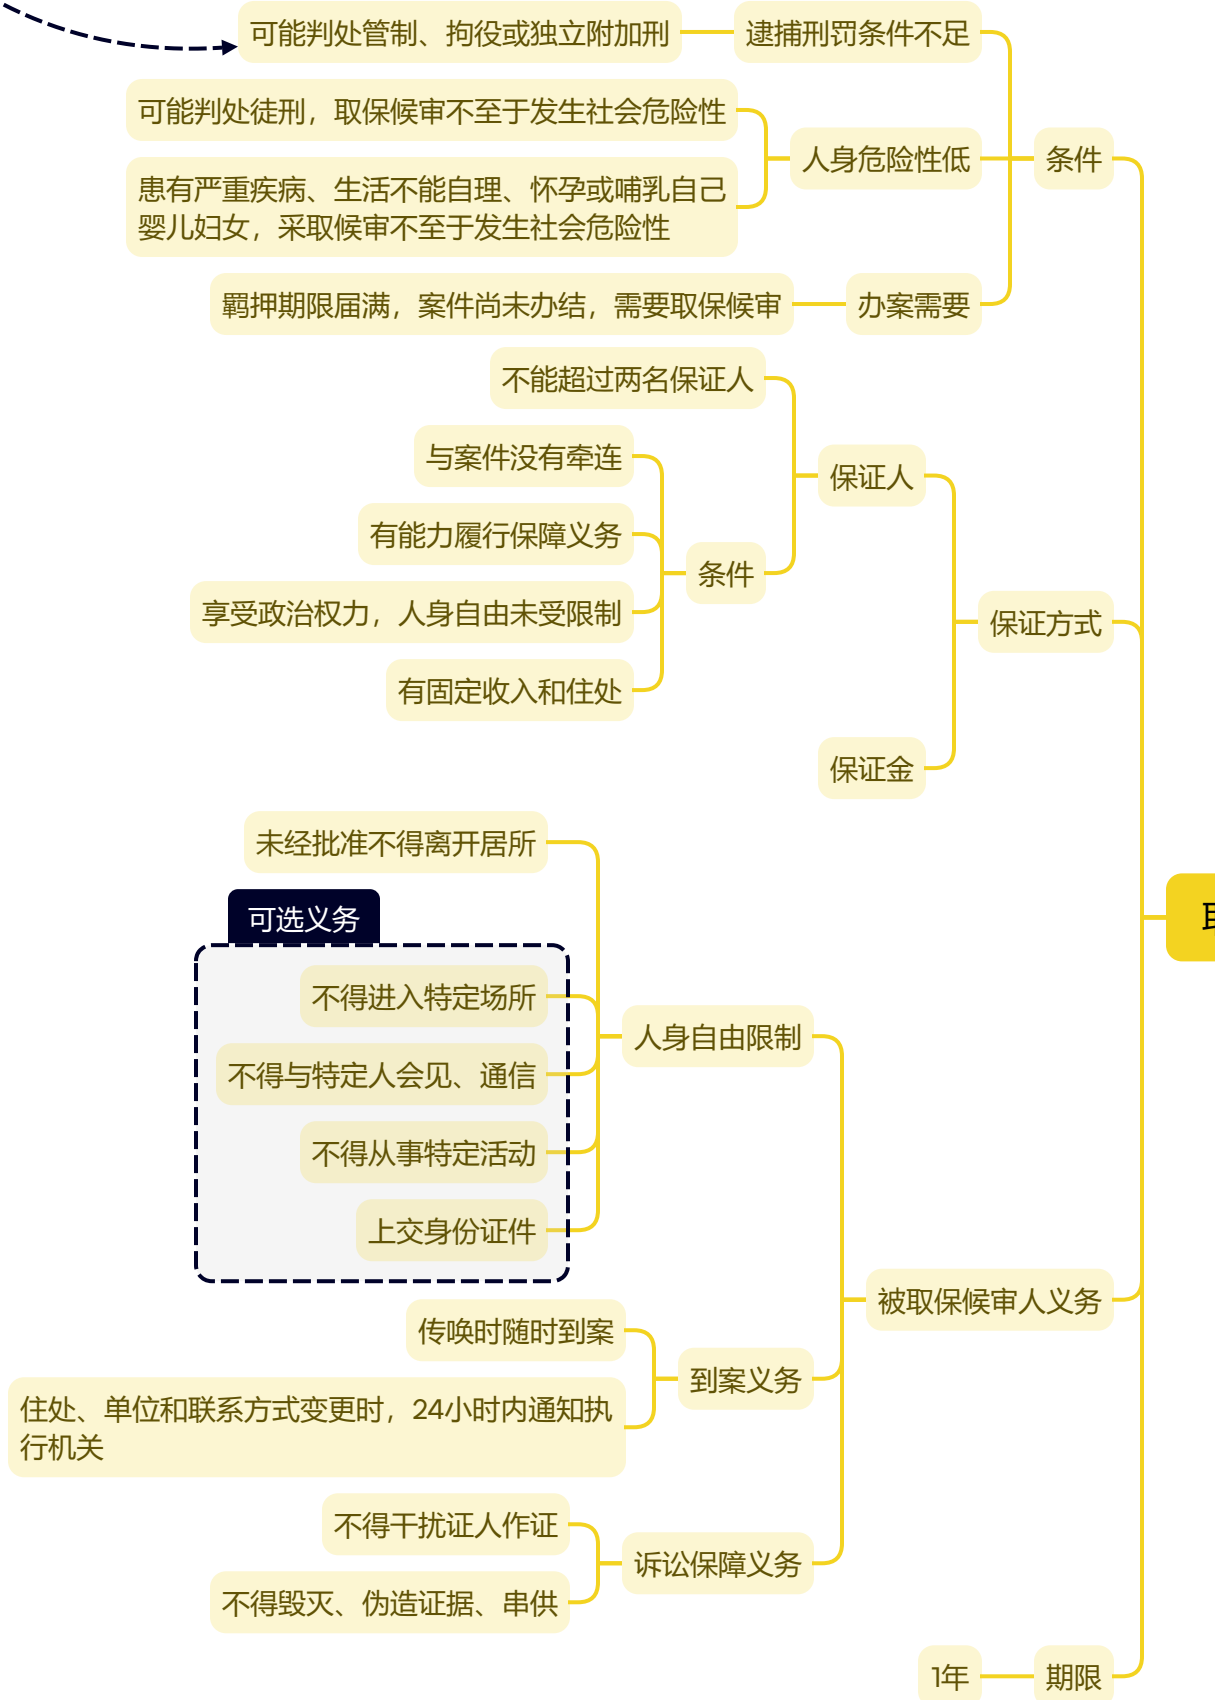 可能判处管制、拘役或独立附加刑
逮捕刑罚条件不足
可能判处徒刑，取保候审不至于发生社会危险性
人身危险性低
条件
患有严重疾病、生活不能自理、怀孕或哺乳自己
婴儿妇女，采取候审不至于发生社会危险性
羁押期限届满，案件尚未办结，需要取保候审
办案需要
不能超过两名保证人
与案件没有牵连
保证人
有能力履行保障义务
条件
享受政治权力，人身自由未受限制
保证方式
有固定收入和住处
保证金
未经批准不得离开居所
可选义务
不得进入特定场所
人身自由限制
不得与特定人会见、通信
不得从事特定活动
上交身份证件
被取保候审人义务
传唤时随时到案
到案义务
住处、单位和联系方式变更时，24小时内通知执
行机关
不得干扰证人作证
诉讼保障义务
不得毁灭、伪造证据、串供
1年
期限